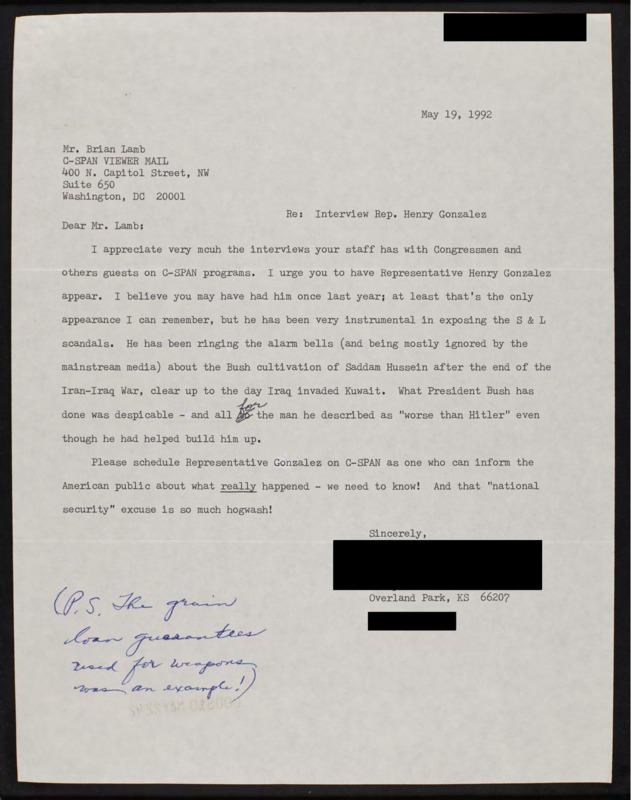 May 19, 1992
Mr. Brian Lamb
C-SPAN VIEWER MAIL
400 N. Capitol Street, NW
Suite 650
Washington, DC  20001
Re:  Interview Rep. Henry Gonzalez
Dear Mr. Lamb:
I appreciate very mcuh the interviews your staff has with Congressmen and
others guests on C-SPAN programs.  I urge you to have Representative Henry Gonzalez
appear.  I believe you may have had him once last year; at least that's the only
appearance I can remember, but he has been very instrumental in exposing the S & L
scandals.  He has been ringing the alarm bells (and being mostly ignored by the
mainstream media) about the Bush cultivation of Saddam Hussein after the end of the
Iran-Iraq War, clear up to the day Iraq invaded Kuwait.  What President Bush has
done was despicable - and all for the man he described as "worse than Hitler" even
though he had helped build him up.
Please schedule Representative Gonzalez on C-SPAN as one who can inform the
American public about what really happened - we need to know!  And that "national
security" excuse is so much hogwash!
Sincerely,
Overland Park, KS  66207
(P.S. The grain
loan guarantees
used for weapons
was an example!)